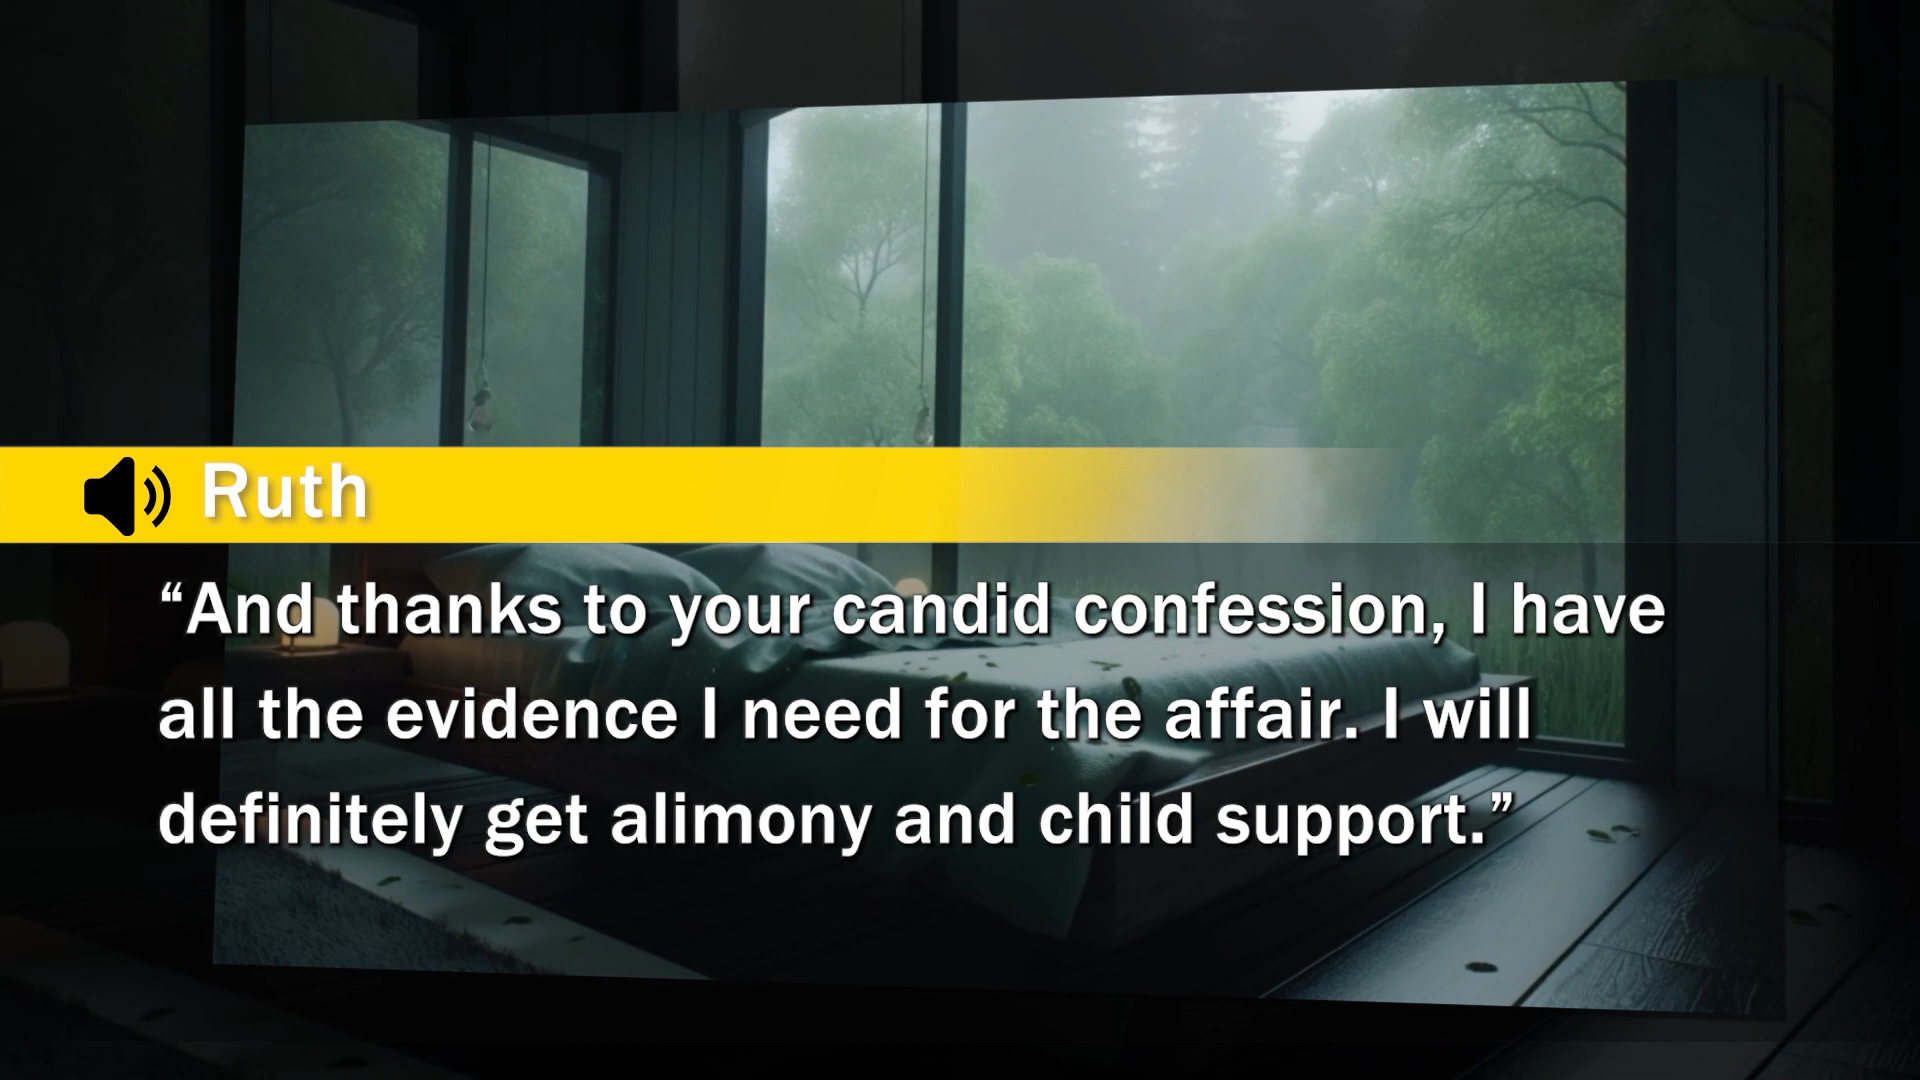 Ruth
“And thanks to your candid confession, I have
all the evidence I need for the affair. I will
definitely get alimony and child support.”